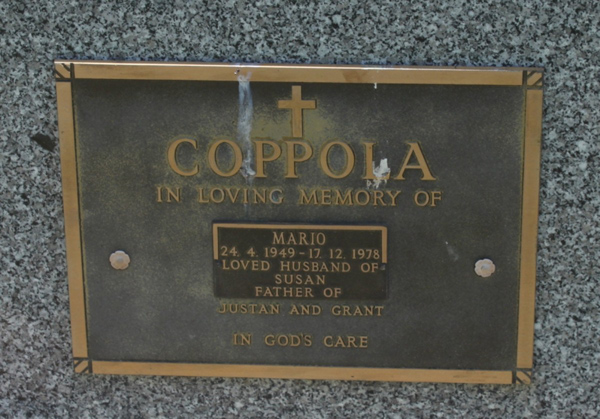 COPPOLA
IN LOVING MEMORY OF
MARIO
24. 4. 1949 - 17. 12. 1978
LOVED HUSBAND OF
SUSAN
FATHER OF
JUSTAN AND GRANT
IN GOD'S CARE